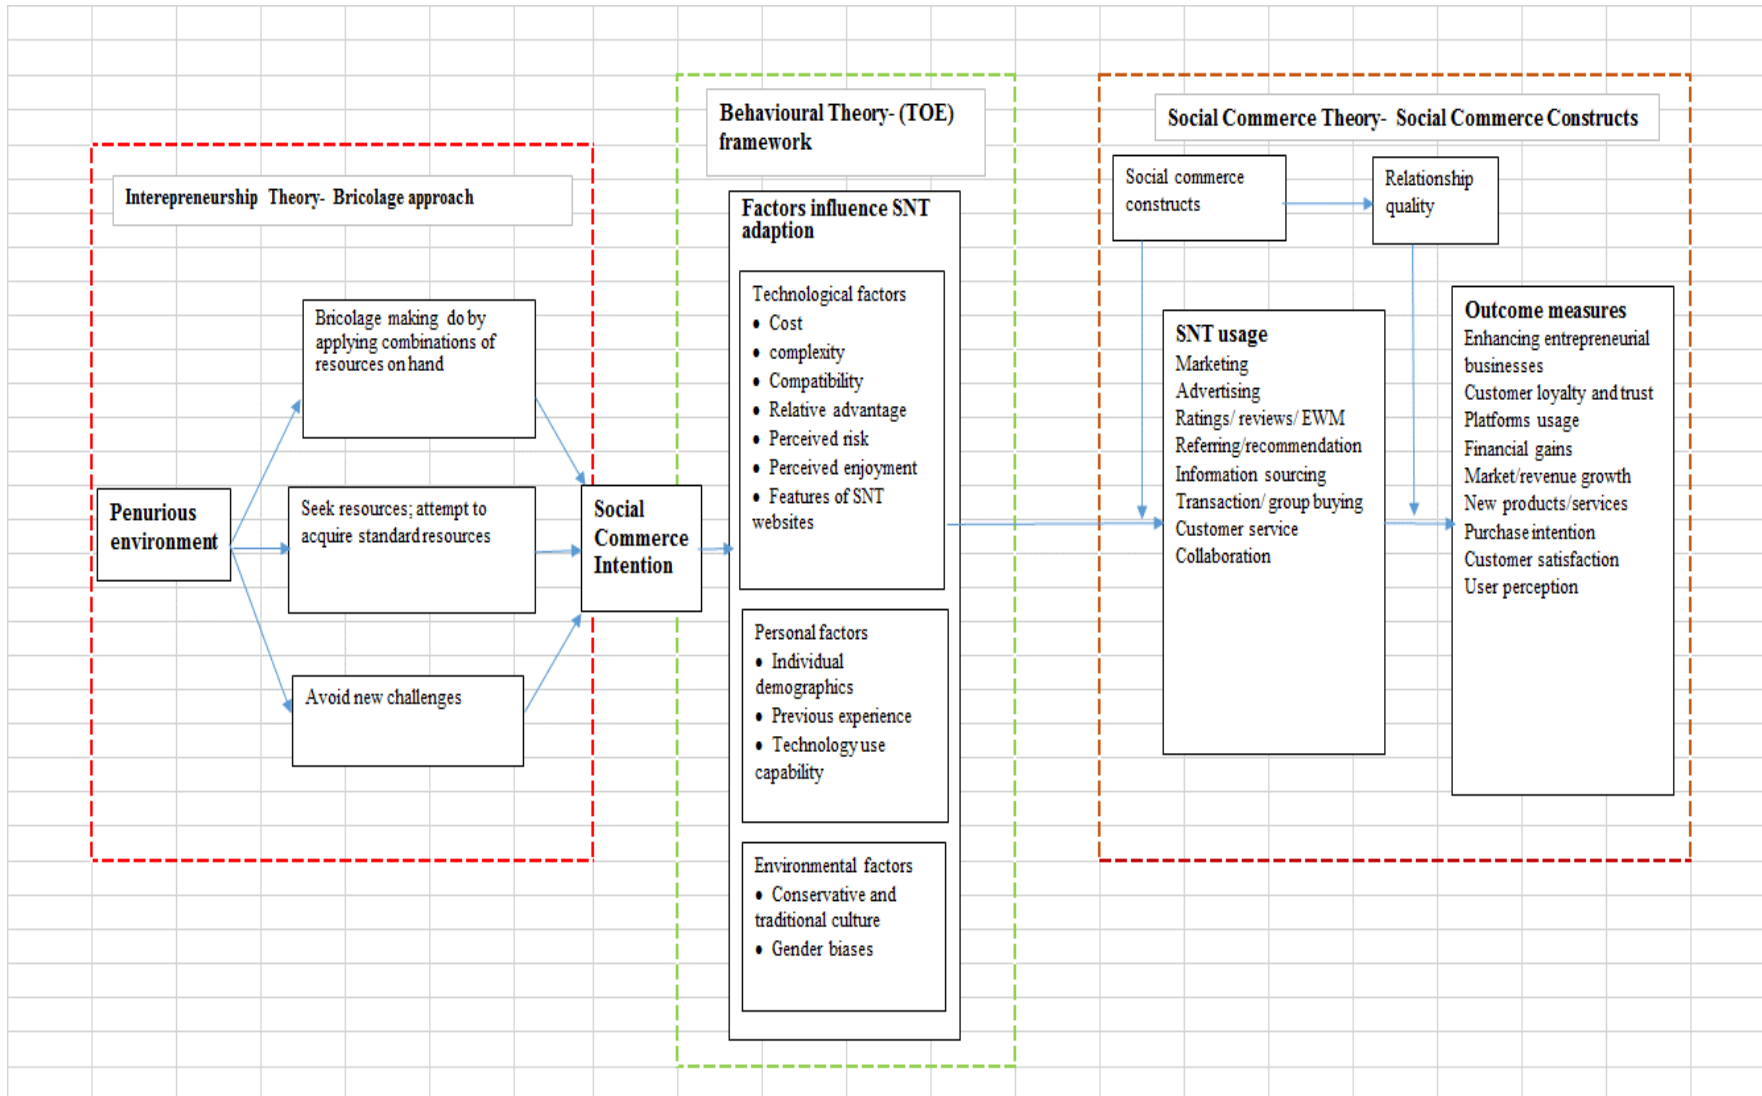 Interepreneurship Theory- Bricolage approach
Penurious
environment
Bricolage making do by
applying combinations of
resources on hand
Seek resources; attempt to
acquire standard resources
Avoid new challenges
Social
Commerce
Intention
Behavioural Theory- (TOE)
framework
Factors influence SNT
adaption
Technological factors
• Cost
• complexity
• Compatibility
• Relative advantage
• Perceived risk
• Perceived enjoyment
• Features of SNT
websites
Personal factors
• Individual
demographics
• Previous experience
• Technology use
capability
Environmental factors
• Conservative and
traditional culture
• Gender biases
Social Commerce Theory- Social Commerce Constructs
Social commerce
constructs
Relationship
quality
SNT usage
Marketing
Advertising
Ratings/ reviews/ EWM
Referring/recommendation
Information sourcing
Transaction/ group buying
Customer service
Collaboration
Outcome measures
Enhancing entrepreneurial
businesses
Customer loyalty and trust
Platforms usage
Financial gains
Market/revenue growth
New products/services
Purchase intention
Customer satisfaction
User perception